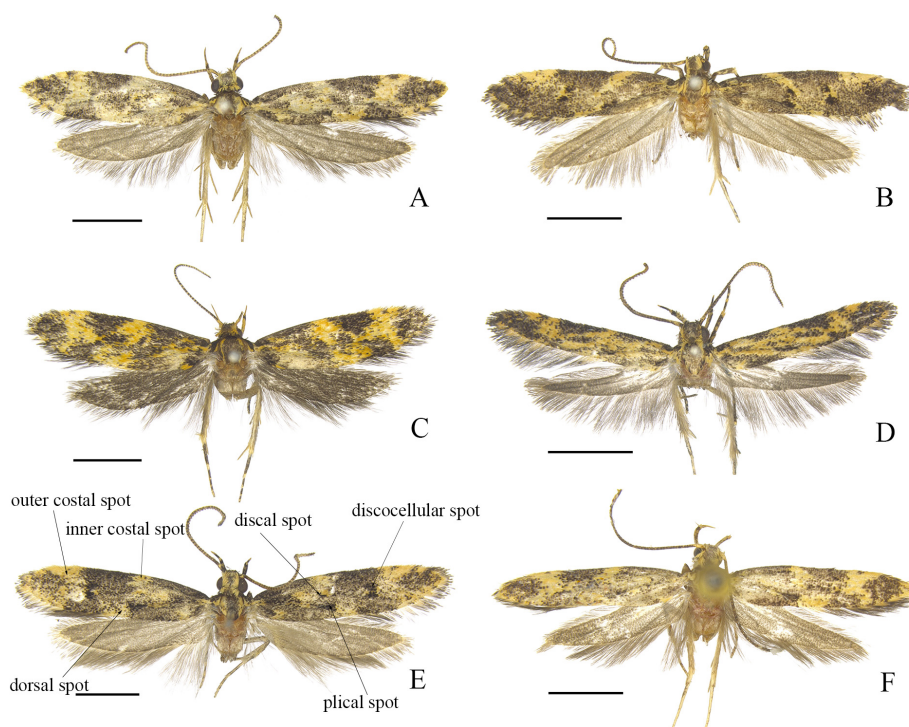 A
B
C
D
outer costal spot
inner costal spot
discal spot
discocellular spot
dorsal spot
E
plical spot
F